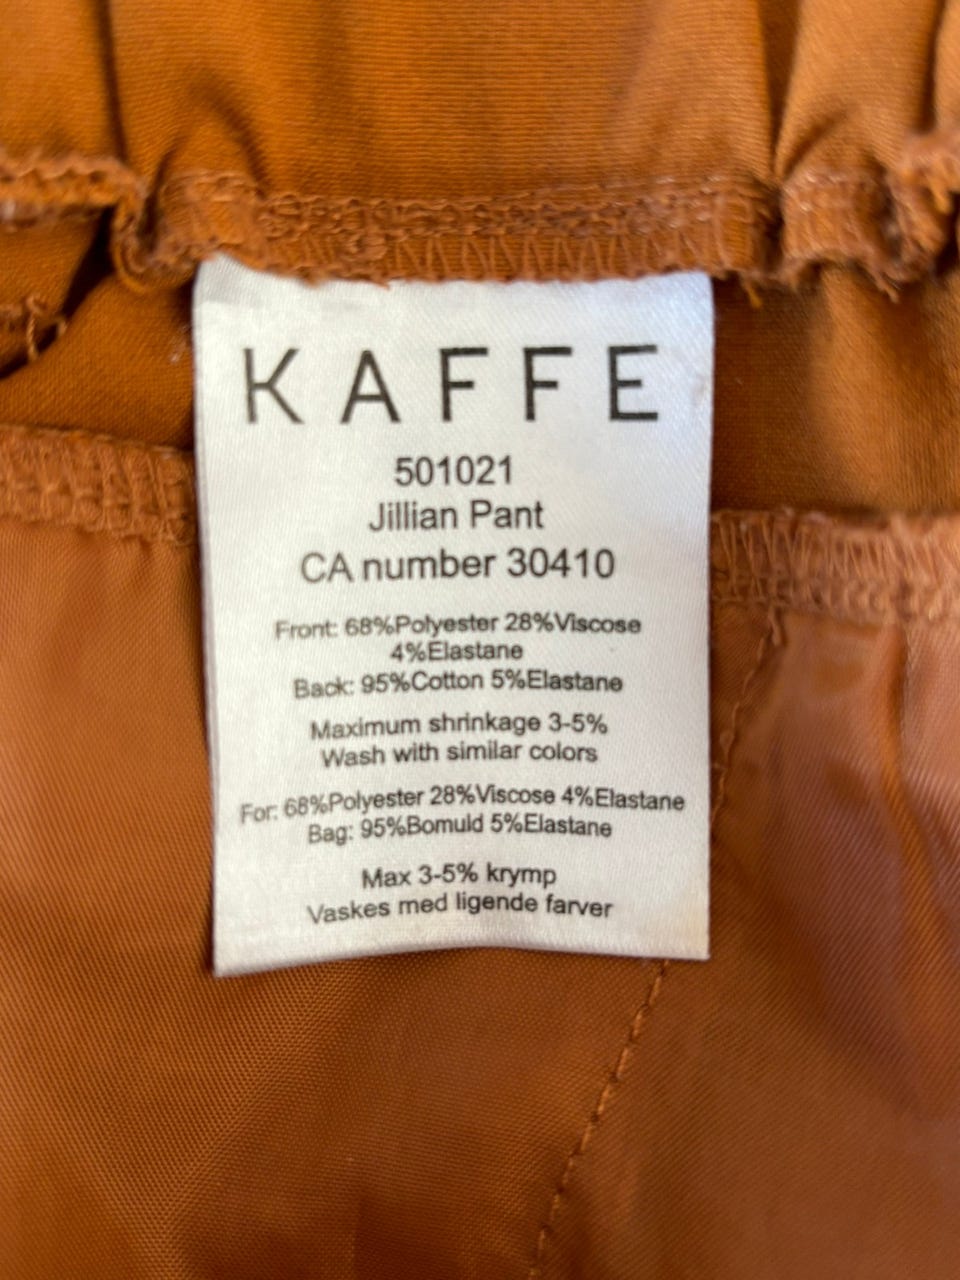 KAFFE
501021
Jillian Pant
CA number 30410
Front: 68%Polyester 28%Viscose
4%Elastane
Back: 95%Cotton 5%Elastane
Maximum shrinkage 3-5%
Wash with similar colors
For: 68%Polyester 28%Viscose 4%Elastane
Bag: 95%Bomuld 5%Elastane
Max 3-5% krymp
Vaskes med ligende farver